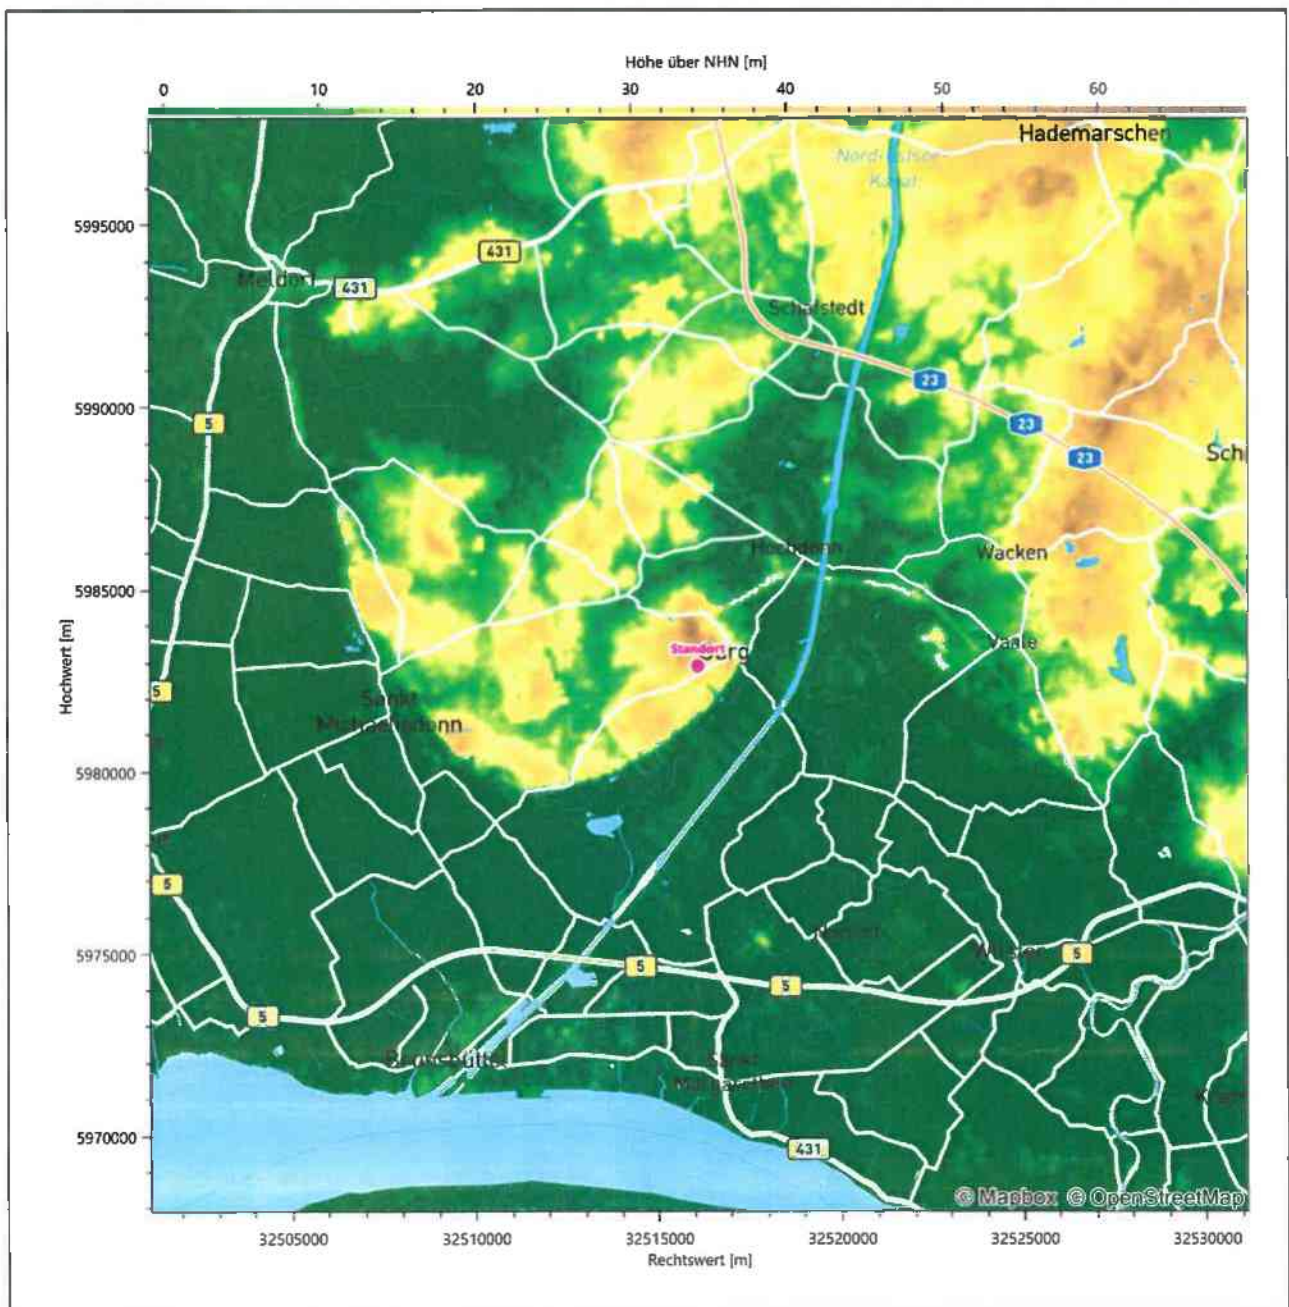 Höhe über NHN [m]
0 10 20 30 40 50 60
Hademarschen
Nord-Ostsee
Kanal
5995000
431
Meldorf
431
Schafstedt
23
5990000
5
23
23
Sch
Hochdonn
Wacken
5985000
Vaale
Standort
Burg
Hochwert [m]
5
Sankt
Michaelisdonn
5980000
5
Wilster
5975000
5
5
5
5
Brunsbüttel
Sankt
Margarethen
5970000
431
© Mapbox © OpenStreetMap
32505000 32510000 32515000 32520000 32525000 32530000
Rechtswert [m]